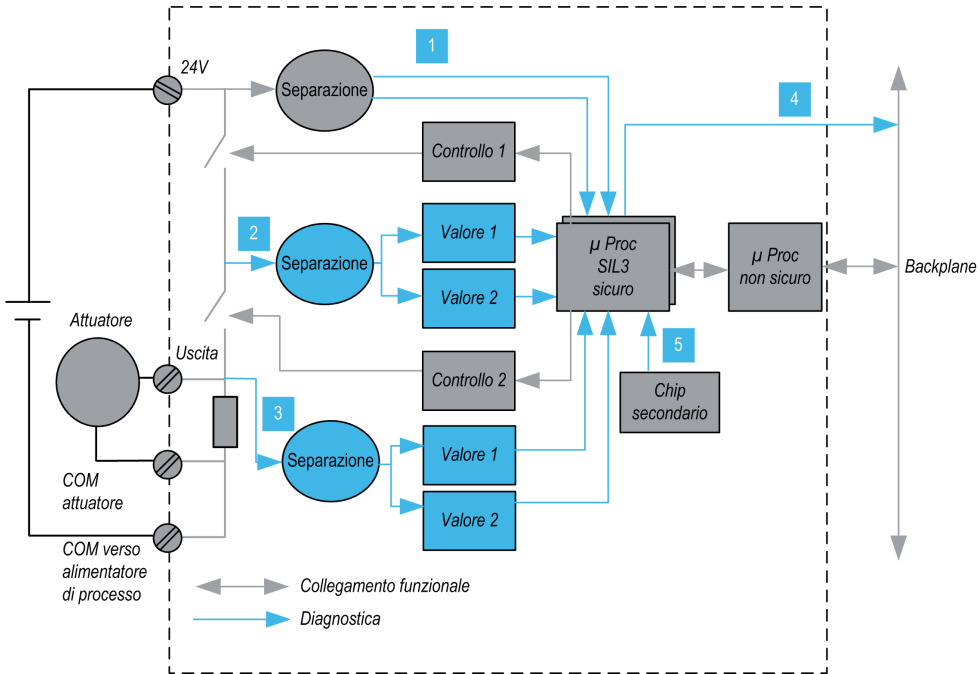 1
24V
Separazione
4
Controllo 1
2
Valore 1
Separazione
Valore 2
µ Proc
SIL3
sicuro
µ Proc
non sicuro
Backplane
Attuatore
Uscita
Controllo 2
5
Chip
secondario
3
Separazione
Valore 1
Valore 2
COM
attuatore
COM verso
alimentatore
di processo
Collegamento funzionale
Diagnostica